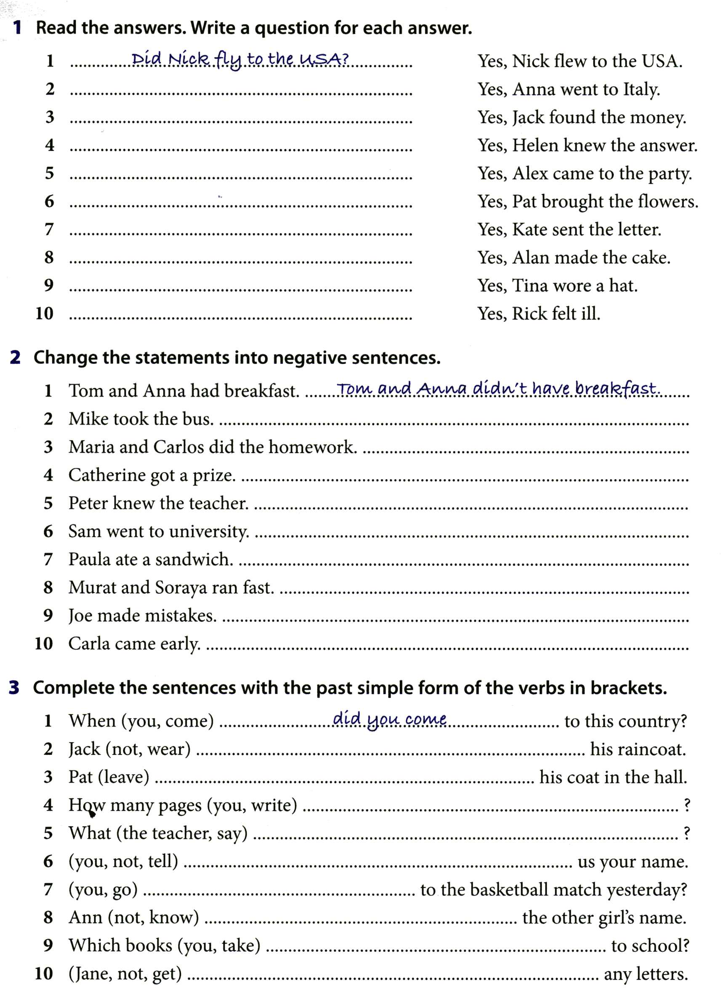 1 Read the answers. Write a question for each answer.
1 Did Nick fly to the USA? Yes, Nick flew to the USA.
2 Yes, Anna went to Italy.
3 Yes, Jack found the money.
4 Yes, Helen knew the answer.
5 Yes, Alex came to the party.
6 Yes, Pat brought the flowers.
7 Yes, Kate sent the letter.
8 Yes, Alan made the cake.
9 Yes, Tina wore a hat.
10 Yes, Rick felt ill.
2 Change the statements into negative sentences.
1 Tom and Anna had breakfast. Tom and Anna didn't have breakfast.
2 Mike took the bus.
3 Maria and Carlos did the homework.
4 Catherine got a prize.
5 Peter knew the teacher.
6 Sam went to university.
7 Paula ate a sandwich.
8 Murat and Soraya ran fast.
9 Joe made mistakes.
10 Carla came early.
3 Complete the sentences with the past simple form of the verbs in brackets.
1 When (you, come) did you come to this country?
2 Jack (not, wear) his raincoat.
3 Pat (leave) his coat in the hall.
4 How many pages (you, write) ?
5 What (the teacher, say) ?
6 (you, not, tell) us your name.
7 (you, go) to the basketball match yesterday?
8 Ann (not, know) the other girl's name.
9 Which books (you, take) to school?
10 (Jane, not, get) any letters.